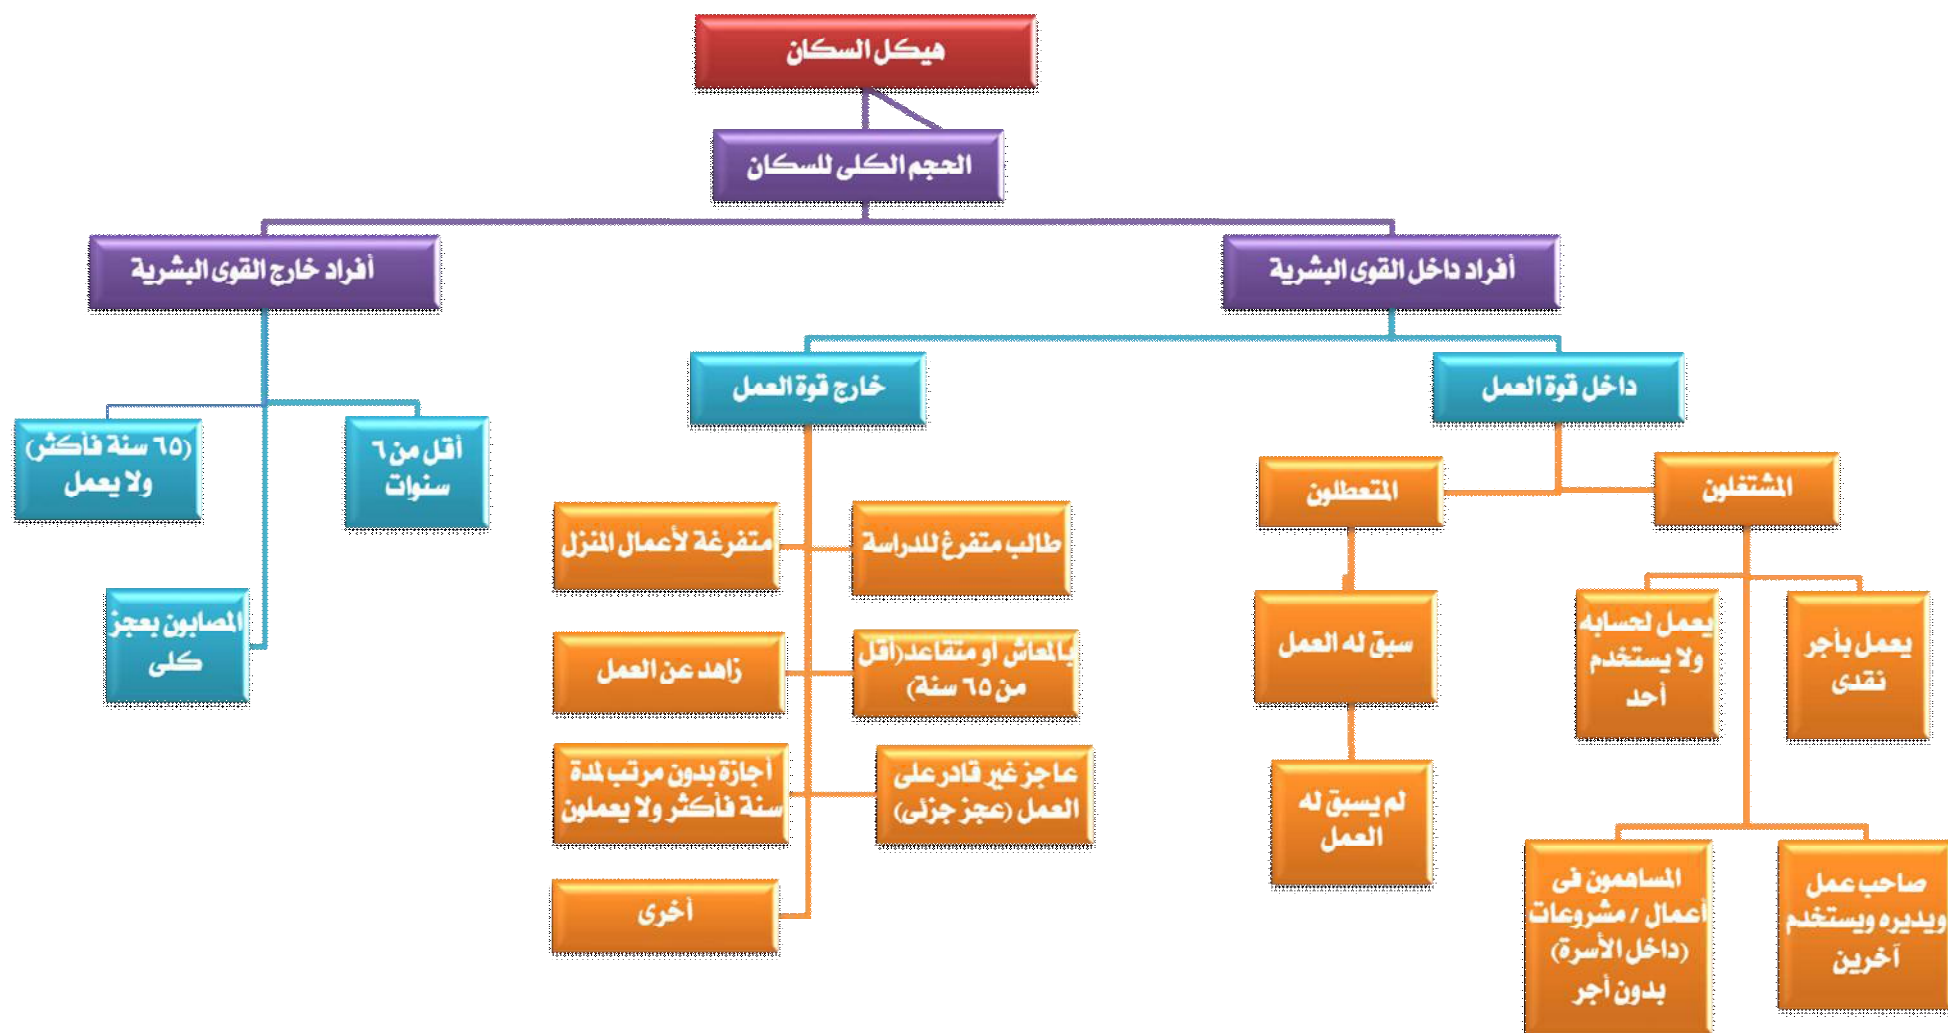 هيكل السكان
الحجم الكلى للسكان
أفراد داخل القوى البشرية
أفراد خارج القوى البشرية
داخل قوة العمل
خارج قوة العمل
أقل من ٦
سنوات
(٦٥ سنة فأكثر)
ولا يعمل
المصابون بعجز
كلى
المشتغلون
المتعطلون
يعمل بأجر
نقدى
يعمل لحسابه
ولا يستخدم
أحد
صاحب عمل
ويديره ويستخدم
آخرين
المساهمون فى
أعمال / مشروعات
(داخل الأسرة)
بدون أجر
سبق له العمل
لم يسبق له
العمل
طالب متفرغ للدراسة
متفرغة لأعمال المنزل
بالمعاش أو متقاعد(أقل
من ٦٥ سنة)
زاهد عن العمل
عاجز غير قادر على
العمل (عجز جزئى)
أجازة بدون مرتب لمدة
سنة فأكثر ولا يعملون
أخرى